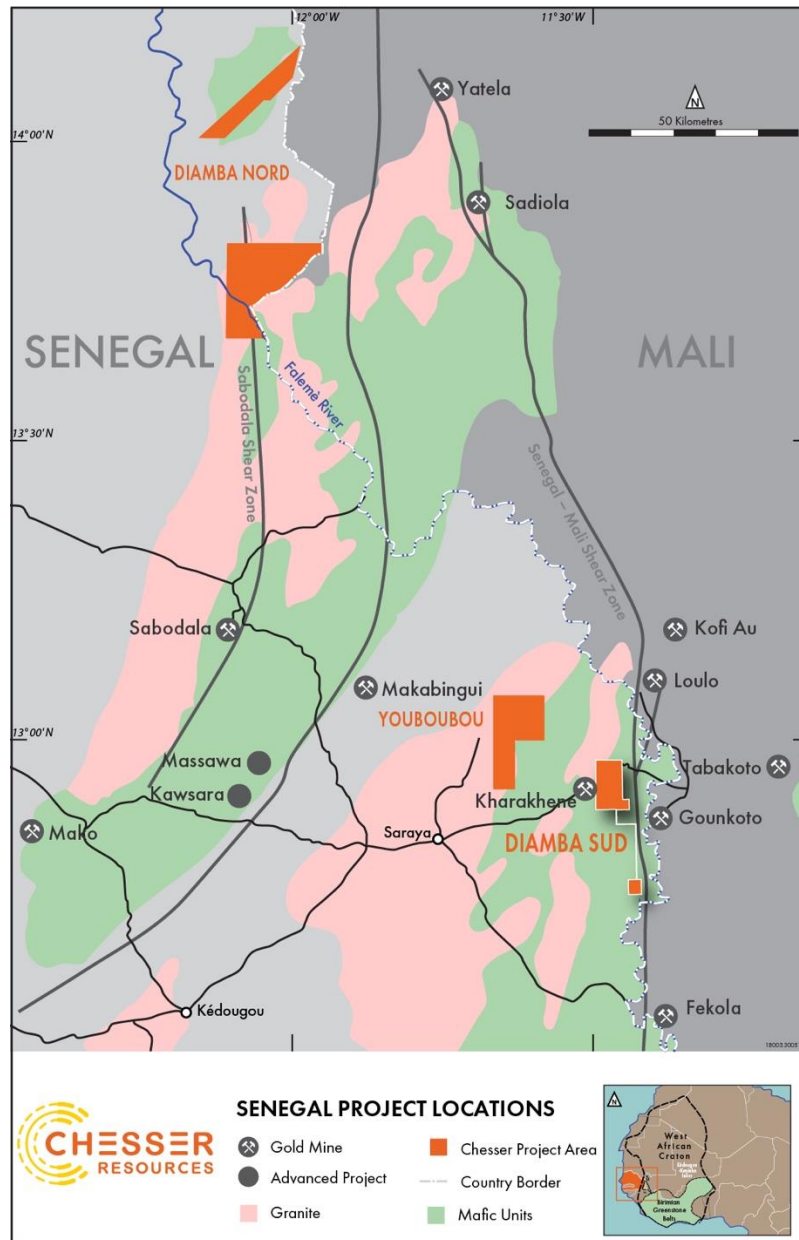 12°00'W
11°30'W
Yatela
N
50 Kilometres
14°00'N
DIAMBA NORD
Sadiola
SENEGAL
MALI
Falemè River
Sabodala Shear Zone
13°30'N
Senegal – Mali Shear Zone
Sabodala
Kofi Au
Loulo
Makabingui
YOUBOUBOU
13°00'N
Massawa
Tabakoto
Kawsara
Kharakhene
Gounkoto
Mako
Saraya
DIAMBA SUD
Kédougou
Fekola
CHESSER
RESOURCES
SENEGAL PROJECT LOCATIONS
Gold Mine
Chesser Project Area
Advanced Project
Country Border
Granite
Mafic Units
N
West
African
Craton
Birimian
Greenstone
Belts